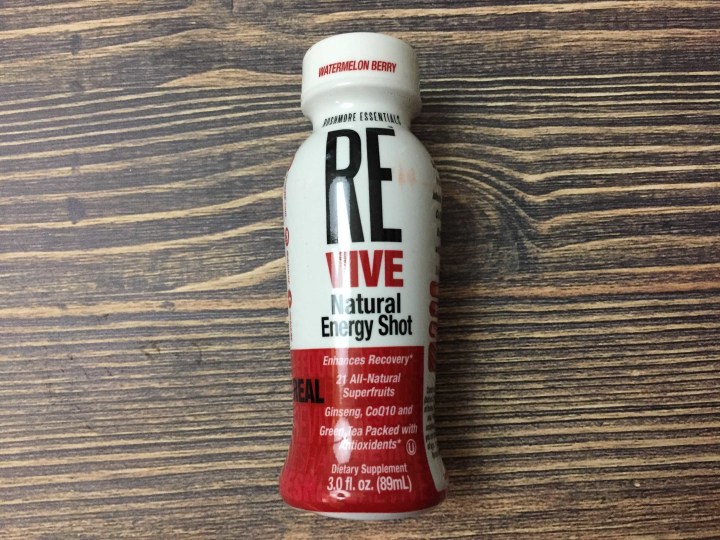 WATERMELON BERRY
RUSHMORE ESSENTIALS
RE
VIVE
Natural
Energy Shot
Enhances Recovery*
21 All-Natural
Superfruits
REAL
Ginseng, CoQ10 and
Green Tea Packed with
Antioxidents*
U
Dietary Supplement
3.0 fl. oz. (89mL)